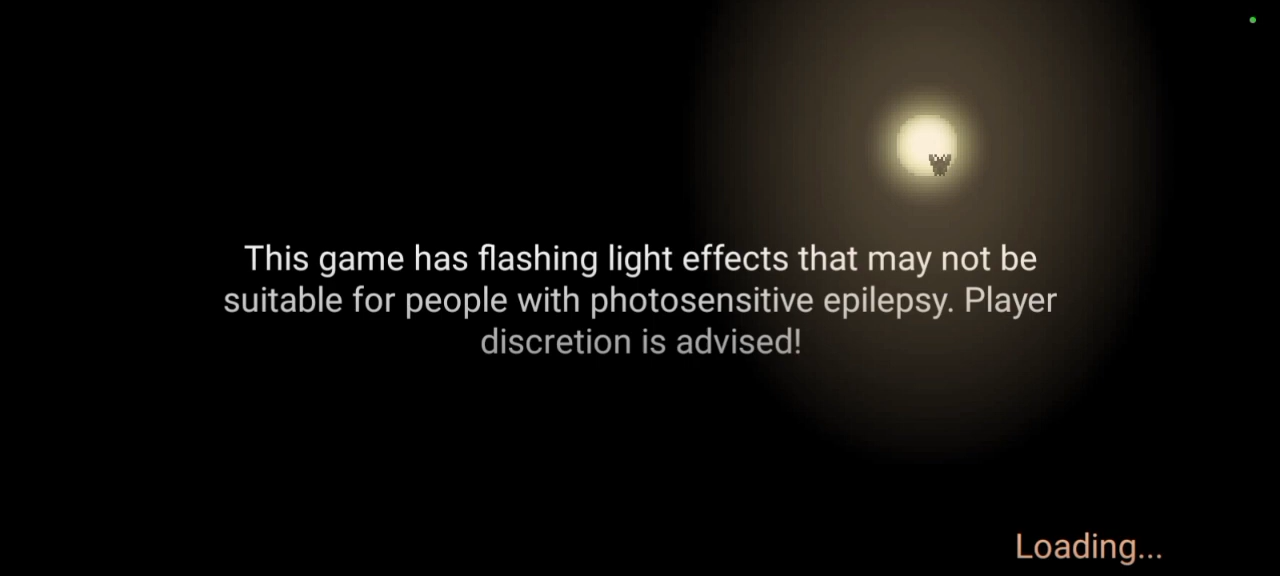 This game has flashing light effects that may not be
suitable for people with photosensitive epilepsy. Player
discretion is advised!
Loading...